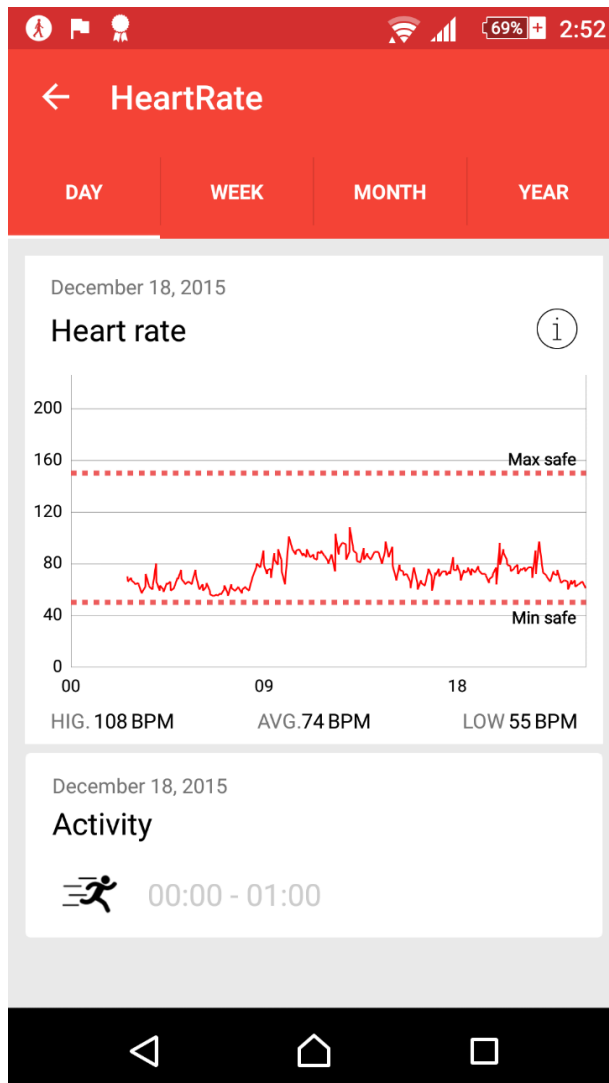 69% 2:52
HeartRate
DAY WEEK MONTH YEAR
December 18, 2015
Heart rate
i
200
160 Max safe
120
80
40 Min safe
0
00 09 18
HIG. 108 BPM AVG.74 BPM LOW 55 BPM
December 18, 2015
Activity
00:00 - 01:00